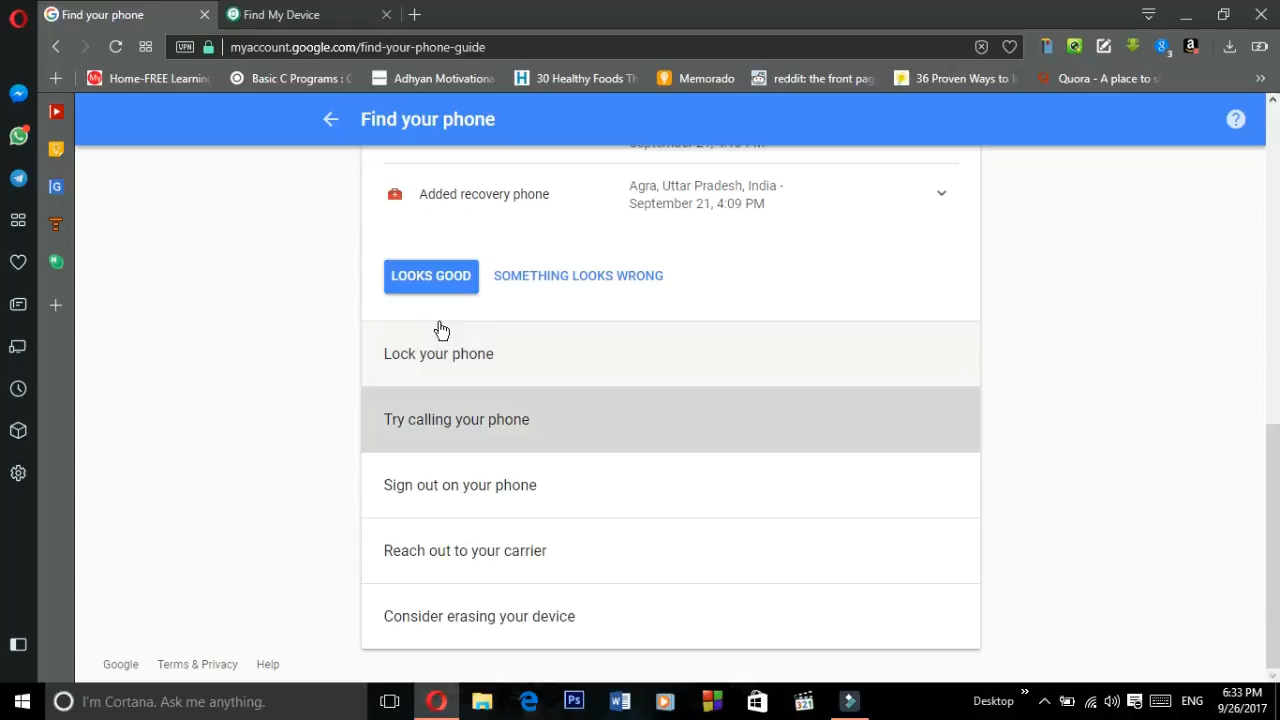 Find your phone
Find My Device
VPN
myaccount.google.com/find-your-phone-guide
3
Home-FREE Learning
Basic C Programs : C
Adhyan Motivationa
30 Healthy Foods Th
Memorado
reddit: the front pag
36 Proven Ways to I
Quora - A place to s
Find your phone
Added recovery phone
Agra, Uttar Pradesh, India -
September 21, 4:09 PM
LOOKS GOOD
SOMETHING LOOKS WRONG
Lock your phone
Try calling your phone
Sign out on your phone
Reach out to your carrier
Consider erasing your device
Google
Terms & Privacy
Help
I'm Cortana. Ask me anything.
Desktop
ENG
6:33 PM
9/26/2017